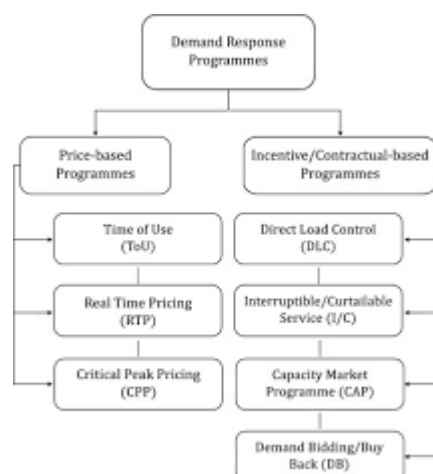 Demand Response
Programmes
Price-based
Programmes
Incentive/Contractual-based
Programmes
Time of Use
(ToU)
Direct Load Control
(DLC)
Real Time Pricing
(RTP)
Interruptible/Curtailable
Service (I/C)
Critical Peak Pricing
(CPP)
Capacity Market
Programme (CAP)
Demand Bidding/Buy
Back (DB)